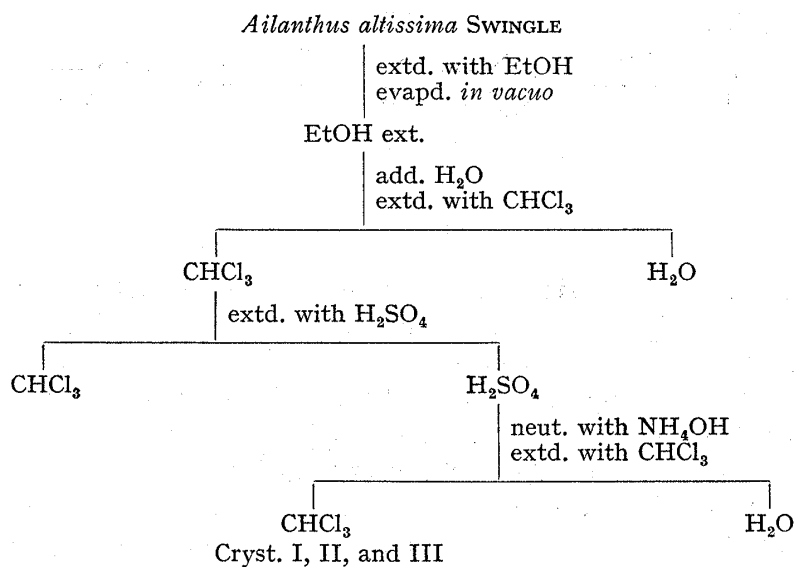 Ailanthus altissima SWINGLE
extd. with EtOH
evapd. in vacuo
EtOH ext.
add. H₂O
extd. with CHCl₃
CHCl₃
H₂O
extd. with H₂SO₄
CHCl₃
H₂SO₄
neut. with NH₄OH
extd. with CHCl₃
CHCl₃
H₂O
Cryst. I, II, and III